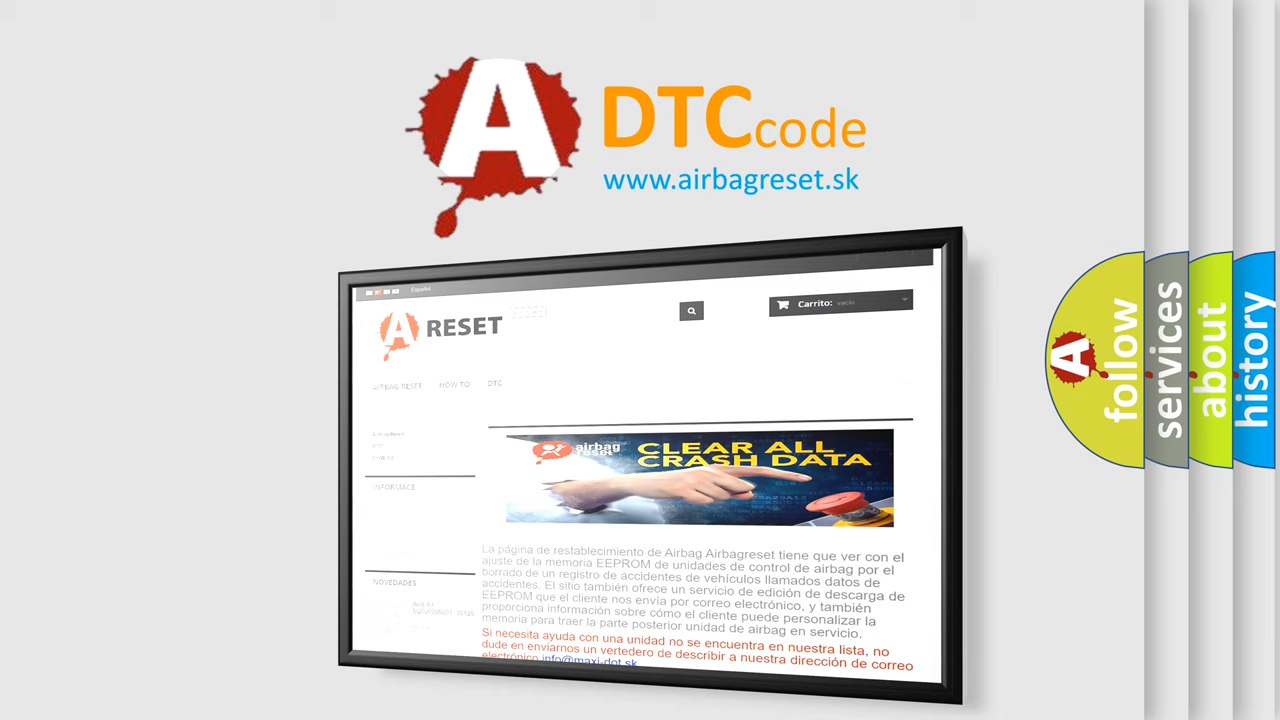 A
DTCcode
www.airbagreset.sk
Español
A RESET
Carrito: vacío
AIRBAG RESET HOW TO DTC
INFORMACE
airbag
reset
CLEAR ALL
CRASH DATA
La página de restablecimiento de Airbag Airbagreset tiene que ver con el
ajuste de la memoria EEPROM de unidades de control de airbag por el
borrado de un registro de accidentes de vehículos llamados datos de
accidentes. El sitio también ofrece un servicio de edición de descarga de
EEPROM que el cliente nos envía por correo electrónico, y también
proporciona información sobre cómo el cliente puede personalizar la
memoria para traer la parte posterior unidad de airbag en servicio.
Si necesita ayuda con una unidad no se encuentra en nuestra lista, no
dude en enviarnos un vertedero de describir a nuestra dirección de correo
electrónico info@maxi-dot.sk
NOVEDADES
A
follow
services
about
history